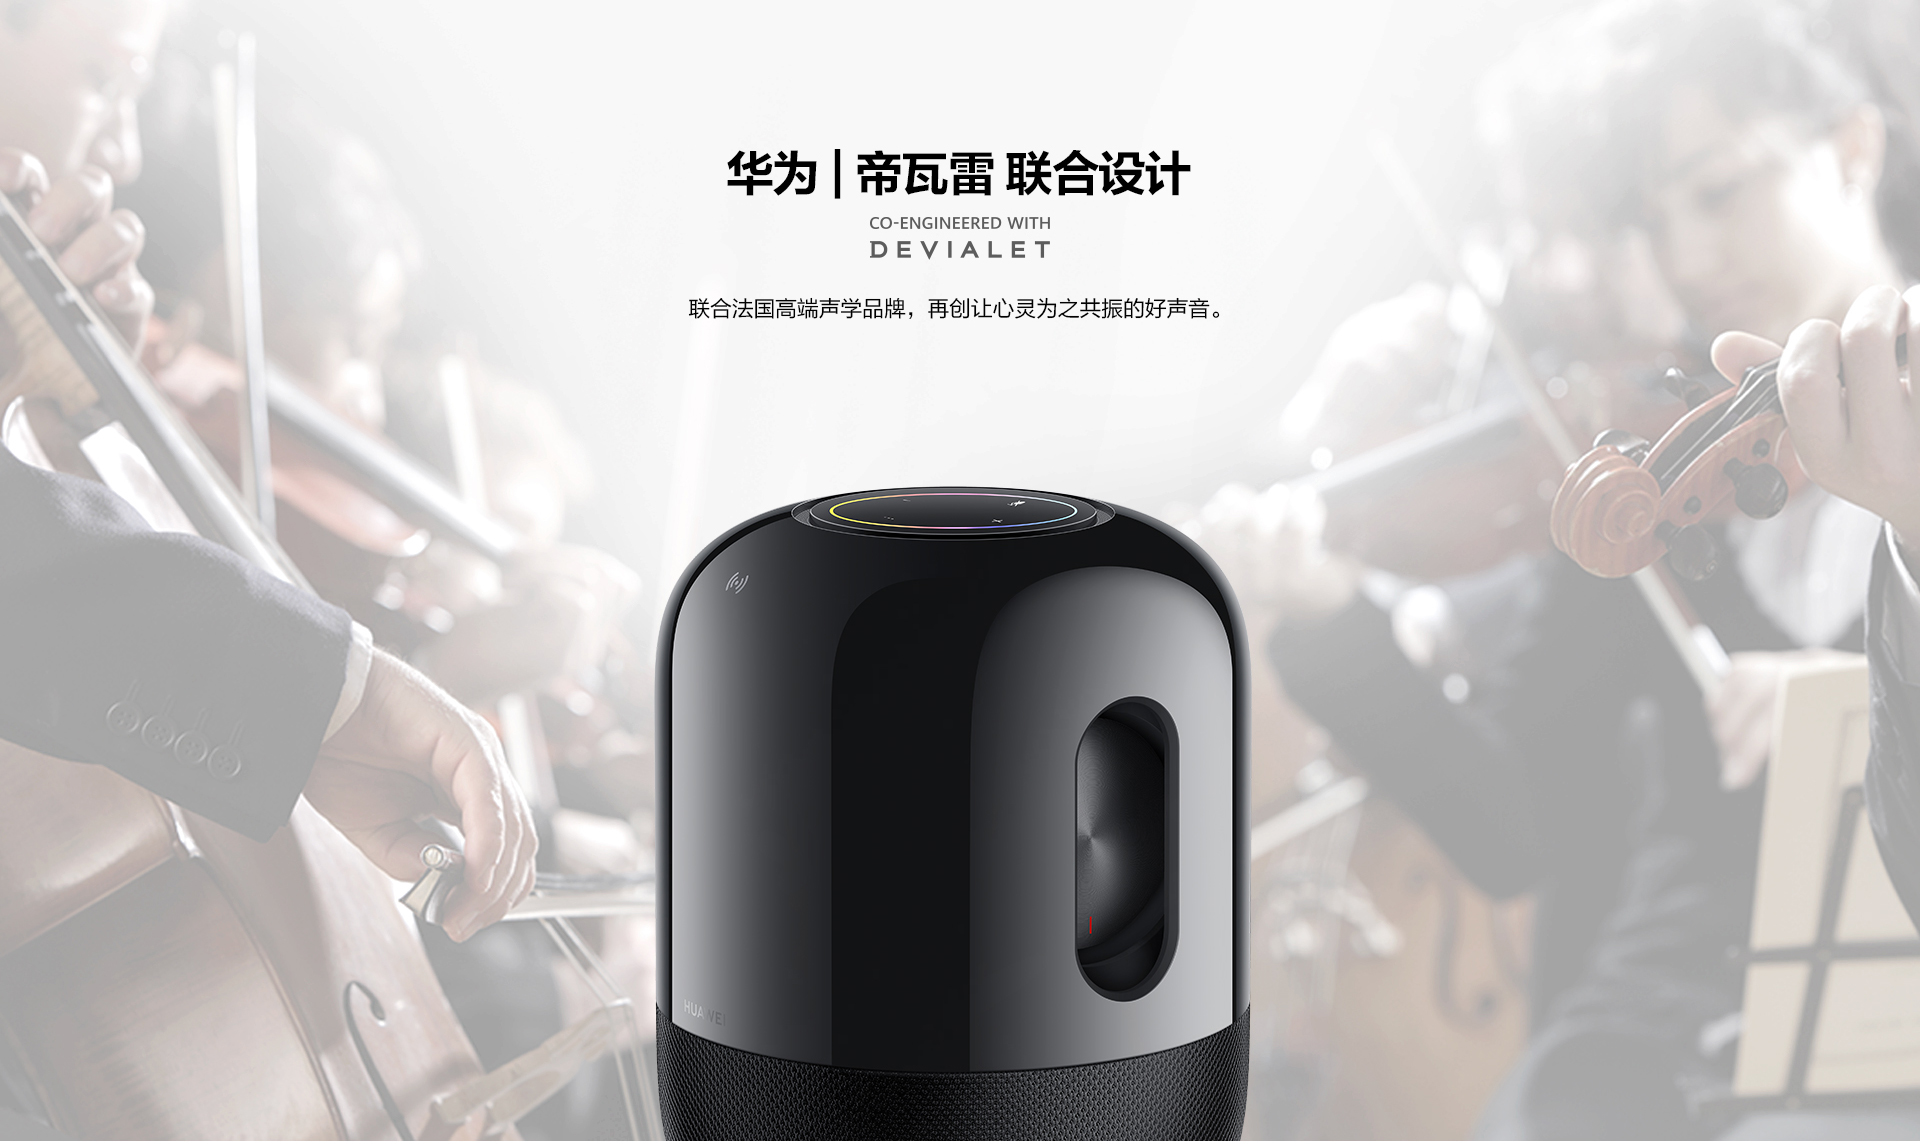 华为 | 帝瓦雷 联合设计
CO-ENGINEERED WITH
DEVIALET
联合法国高端声学品牌，再创让心灵为之共振的好声音。
HUAWEI